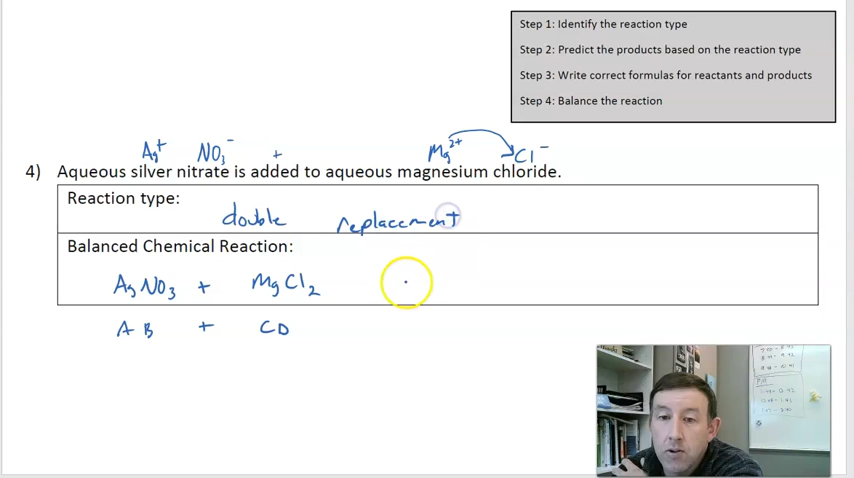 Step 1: Identify the reaction type
Step 2: Predict the products based on the reaction type
Step 3: Write correct formulas for reactants and products
Step 4: Balance the reaction
Ag⁺ NO₃⁻ + Mg²⁺ Cl⁻
4) Aqueous silver nitrate is added to aqueous magnesium chloride.
Reaction type:
double replacement
Balanced Chemical Reaction:
AgNO₃ + MgCl₂
AB + CD